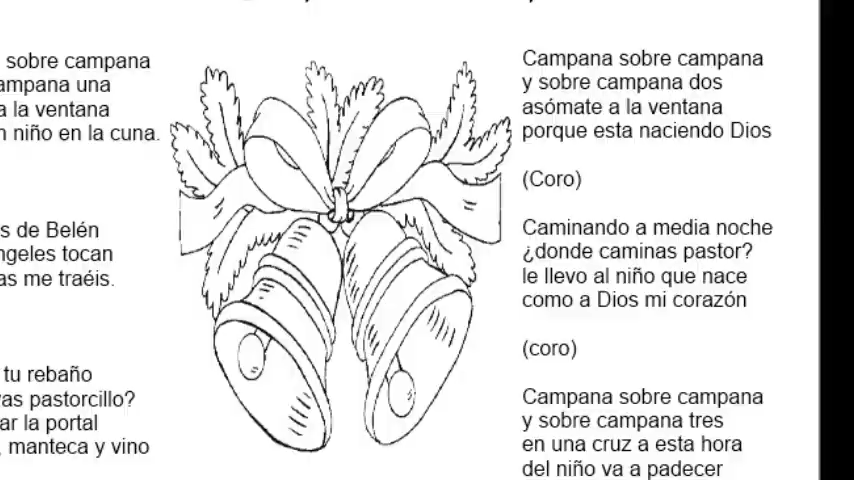 sobre campana
ampana una
a la ventana
niño en la cuna.
s de Belén
ngeles tocan
as me traéis.
tu rebaño
vas pastorcillo?
ar la portal
, manteca y vino
Campana sobre campana
y sobre campana dos
asómate a la ventana
porque esta naciendo Dios
(Coro)
Caminando a media noche
¿donde caminas pastor?
le llevo al niño que nace
como a Dios mi corazón
(coro)
Campana sobre campana
y sobre campana tres
en una cruz a esta hora
del niño va a padecer